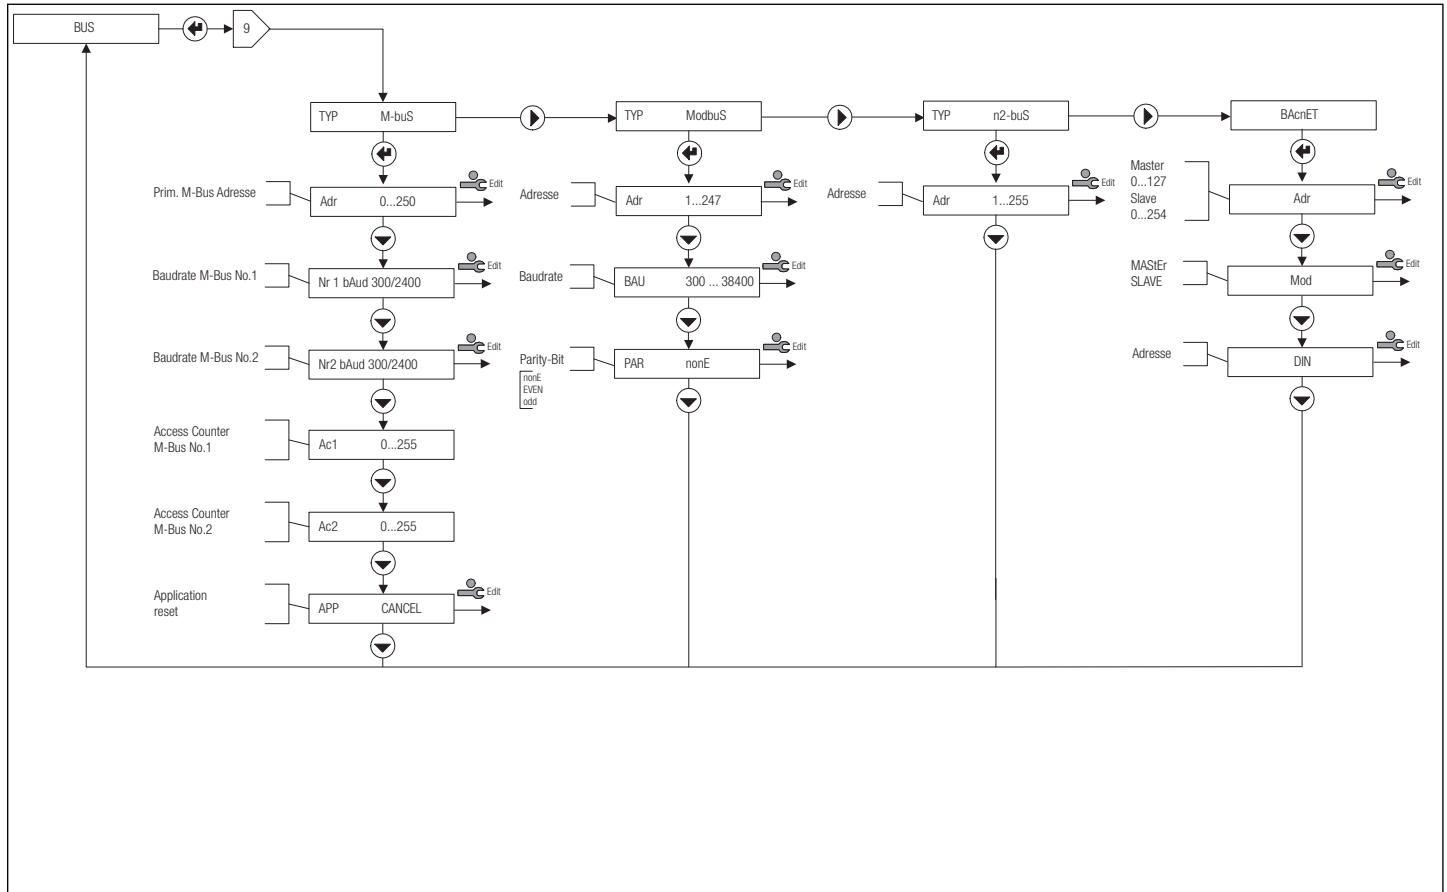 BUS
9
TYP M-buS
TYP ModbuS
TYP n2-buS
BAcnET
Prim. M-Bus Adresse
Adr 0...250
Edit
Baudrate M-Bus No.1
Nr 1 bAud 300/2400
Edit
Baudrate M-Bus No.2
Nr2 bAud 300/2400
Edit
Access Counter
M-Bus No.1
Ac1 0...255
Access Counter
M-Bus No.2
Ac2 0...255
Application
reset
APP CANCEL
Edit
Adresse
Adr 1...247
Edit
Baudrate
BAU 300 ... 38400
Edit
Parity-Bit
nonE
EVEN
odd
PAR nonE
Edit
Adresse
Adr 1...255
Edit
Master
0...127
Slave
0...254
Adr
Edit
MAStEr
SLAVE
Mod
Edit
Adresse
DIN
Edit